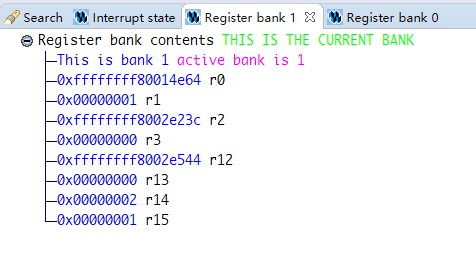 Search Interrupt state Register bank 1 Register bank 0
Register bank contents THIS IS THE CURRENT BANK
This is bank 1 active bank is 1
0xffffffff80014e64 r0
0x00000001 r1
0xffffffff8002e23c r2
0x00000000 r3
0xffffffff8002e544 r12
0x00000000 r13
0x00000002 r14
0x00000001 r15